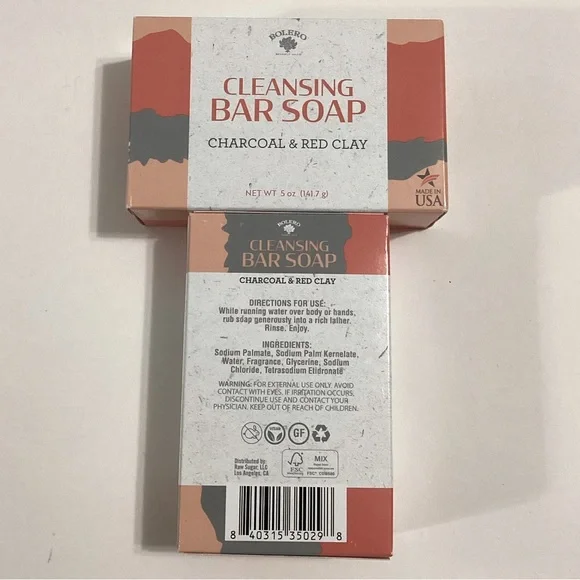 BOLERO
CLEANSING
BAR SOAP
CHARCOAL & RED CLAY
NET WT 5 oz (141.7 g)
MADE IN
USA
BOLERO
CLEANSING
BAR SOAP
CHARCOAL & RED CLAY
DIRECTIONS FOR USE:
While running water over body or hands,
rub soap generously into a rich lather.
Rinse. Enjoy.
INGREDIENTS:
Sodium Palmate, Sodium Palm Kernelate,
Water, Fragrance, Glycerine, Sodium
Chloride, Tetrasodium Etidronate
WARNING: FOR EXTERNAL USE ONLY. AVOID
CONTACT WITH EYES. IF IRRITATION OCCURS,
DISCONTINUE USE AND CONTACT YOUR
PHYSICIAN. KEEP OUT OF REACH OF CHILDREN.
GF
Distributed by:
Raw Sugar, LLC
Los Angeles, CA
FSC
MIX
8 40315 35029 8